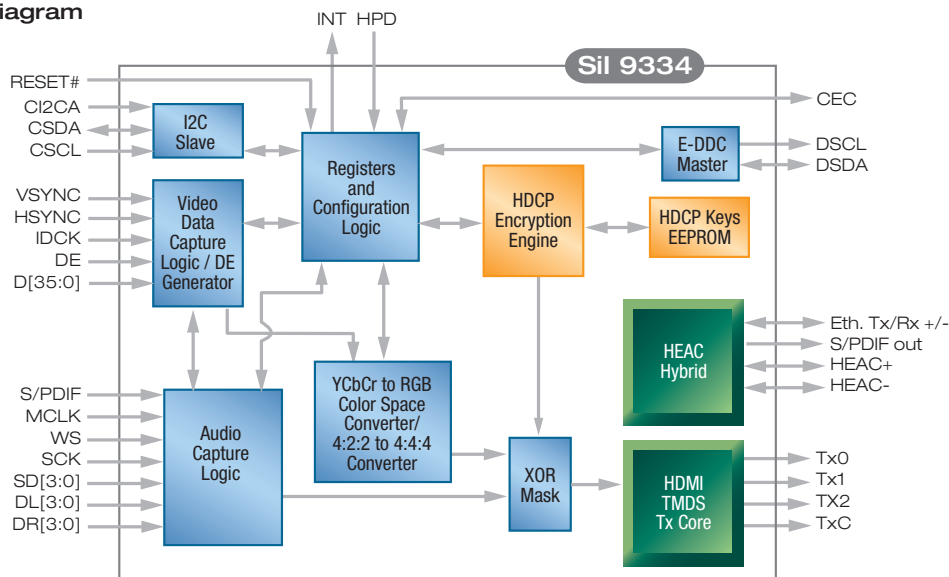 iagram
INT HPD
SiI 9334
RESET#
CI2CA
CSDA
CSCL
I2C
Slave
Registers
and
Configuration
Logic
E-DDC
Master
CEC
DSCL
DSDA
VSYNC
HSYNC
IDCK
DE
D[35:0]
Video
Data
Capture
Logic / DE
Generator
HDCP
Encryption
Engine
HDCP Keys
EEPROM
HEAC
Hybrid
Eth. Tx/Rx +/-
S/PDIF out
HEAC+
HEAC-
S/PDIF
MCLK
WS
SCK
SD[3:0]
DL[3:0]
DR[3:0]
Audio
Capture
Logic
YCbCr to RGB
Color Space
Converter/
4:2:2 to 4:4:4
Converter
XOR
Mask
HDMI
TMDS
Tx Core
Tx0
Tx1
TX2
TxC